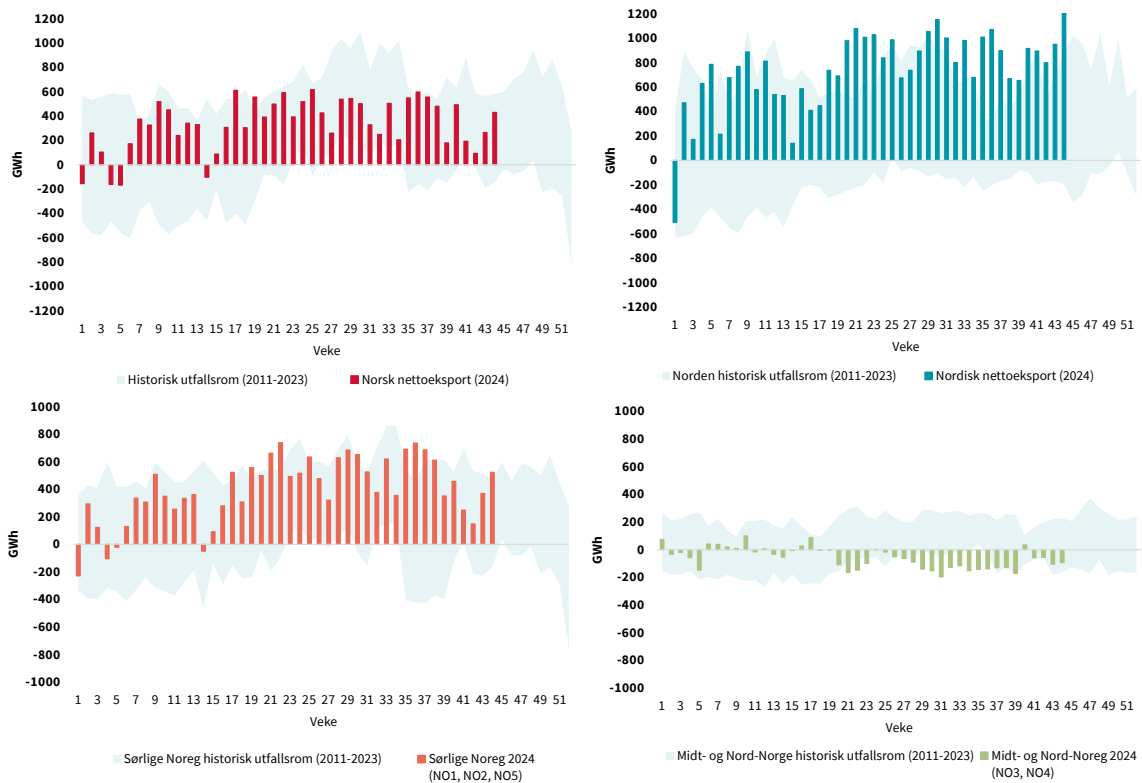 1200
1000
800
600
400
200
0
-200
-400
-600
-800
-1000
-1200
GWh
1 3 5 7 9 11 13 15 17 19 21 23 25 27 29 31 33 35 37 39 41 43 45 47 49 51
Veke
Historisk utfallsrom (2011-2023) Norsk nettoeksport (2024)
1200
1000
800
600
400
200
0
-200
-400
-600
-800
-1000
-1200
GWh
1 3 5 7 9 11 13 15 17 19 21 23 25 27 29 31 33 35 37 39 41 43 45 47 49 51
Veke
Norden historisk utfallsrom (2011-2023) Nordisk nettoeksport (2024)
1000
800
600
400
200
0
-200
-400
-600
-800
-1000
GWh
1 3 5 7 9 11 13 15 17 19 21 23 25 27 29 31 33 35 37 39 41 43 45 47 49 51
Veke
Sørlige Noreg historisk utfallsrom (2011-2023) Sørlige Noreg 2024
(NO1, NO2, NO5)
1000
800
600
400
200
0
-200
-400
-600
-800
-1000
GWh
1 3 5 7 9 11 13 15 17 19 21 23 25 27 29 31 33 35 37 39 41 43 45 47 49 51
Veke
Midt- og Nord-Norge historisk utfallsrom (2011-2023) Midt- og Nord-Noreg 2024
(NO3, NO4)